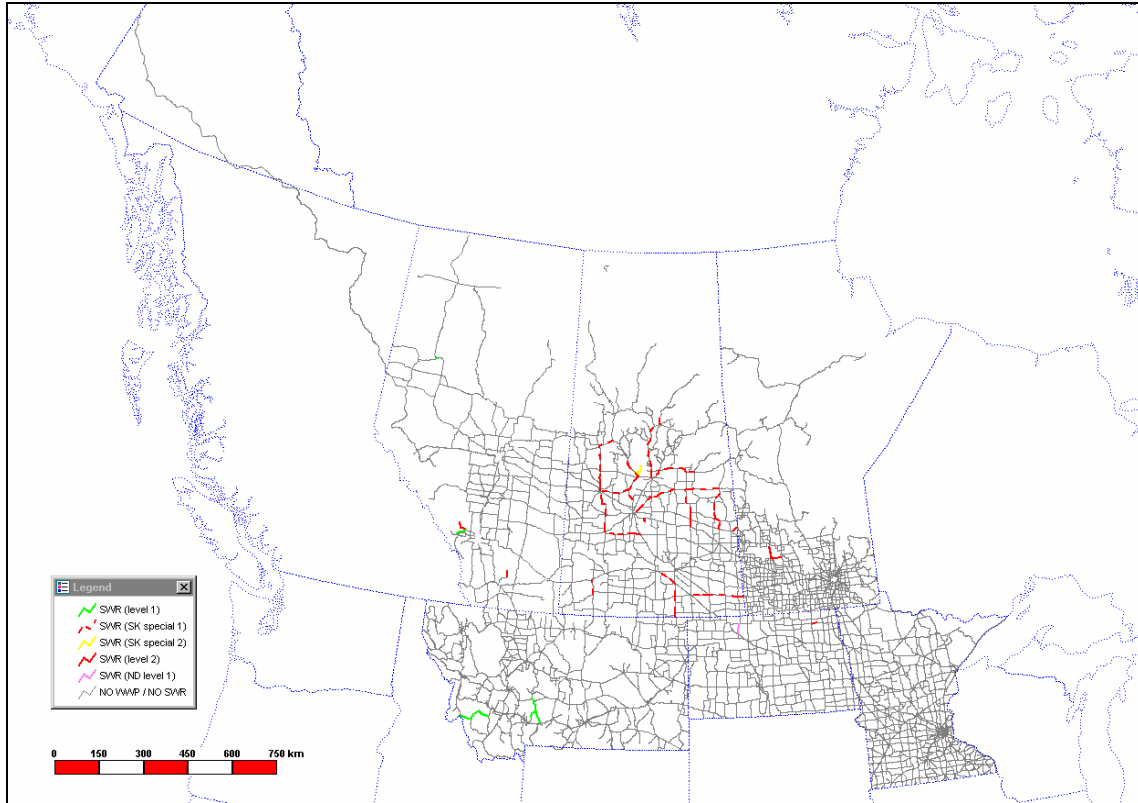 Legend
SWR (level 1)
SWR (SK special 1)
SWR (SK special 2)
SWR (level 2)
SWR (ND level 1)
NO WWP / NO SWR
0 150 300 450 600 750 km